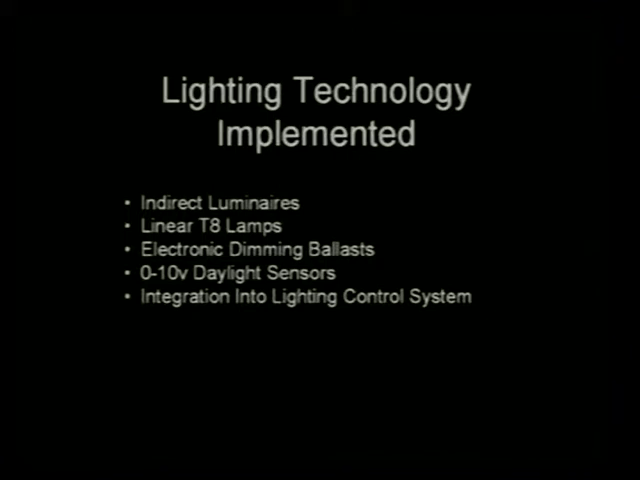 Lighting Technology
Implemented
• Indirect Luminaires
• Linear T8 Lamps
• Electronic Dimming Ballasts
• 0-10v Daylight Sensors
• Integration Into Lighting Control System